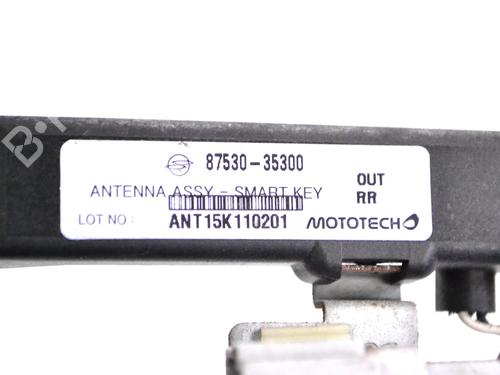 87530-35300
ANTENNA ASSY - SMART KEY
OUT
RR
LOT NO : ANT15K110201 MOTOTECH